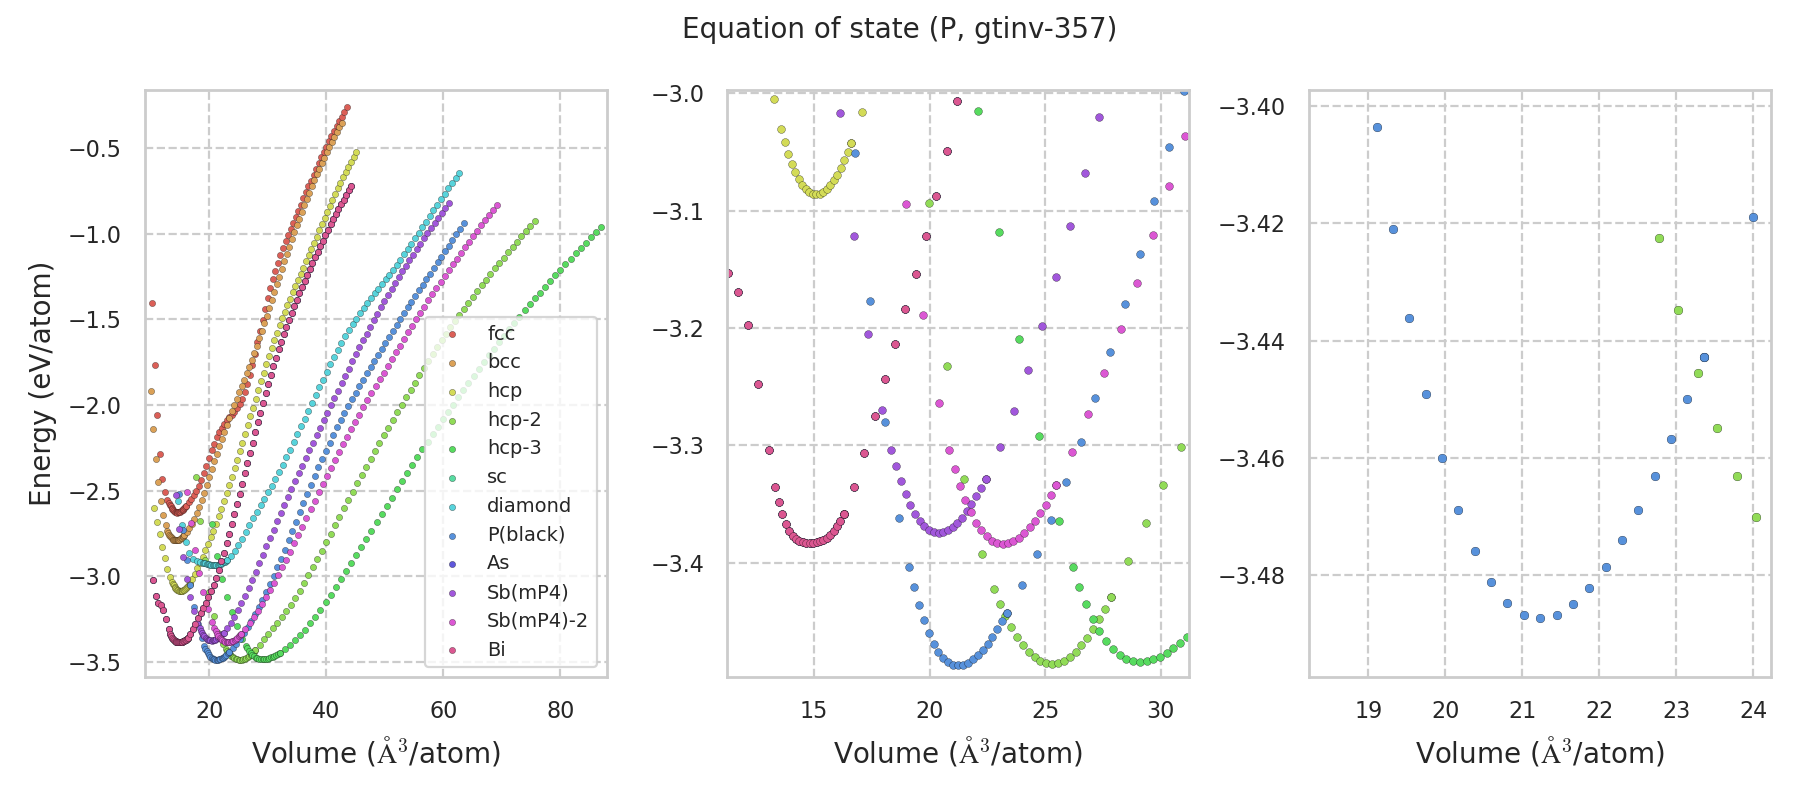 Equation of state (P, gtinv-357)
Energy (eV/atom)
−0.5
−1.0
−1.5
−2.0
−2.5
−3.0
−3.5
20
40
60
80
Volume (Å³/atom)
fcc
bcc
hcp
hcp-2
hcp-3
sc
diamond
P(black)
As
Sb(mP4)
Sb(mP4)-2
Bi
−3.0
−3.1
−3.2
−3.3
−3.4
15
20
25
30
Volume (Å³/atom)
−3.40
−3.42
−3.44
−3.46
−3.48
19
20
21
22
23
24
Volume (Å³/atom)